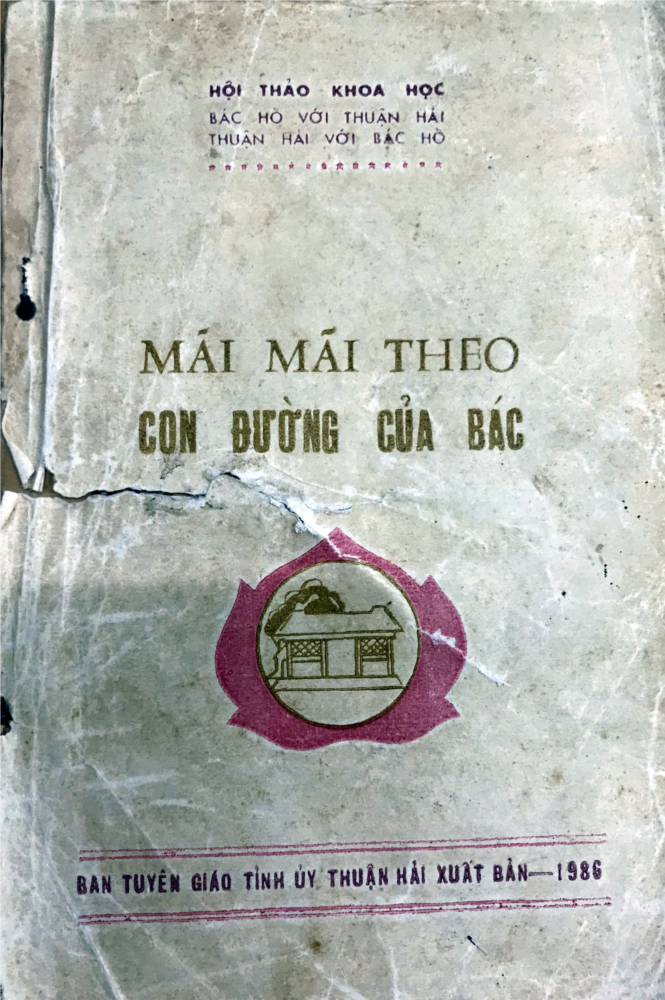 HỘI THẢO KHOA HỌC
BÁC HỒ VỚI THUẬN HẢI
THUẬN HẢI VỚI BÁC HỒ
MÃI MÃI THEO
CON ĐƯỜNG CỦA BÁC
BAN TUYÊN GIÁO TỈNH ỦY THUẬN HẢI XUẤT BẢN—1986